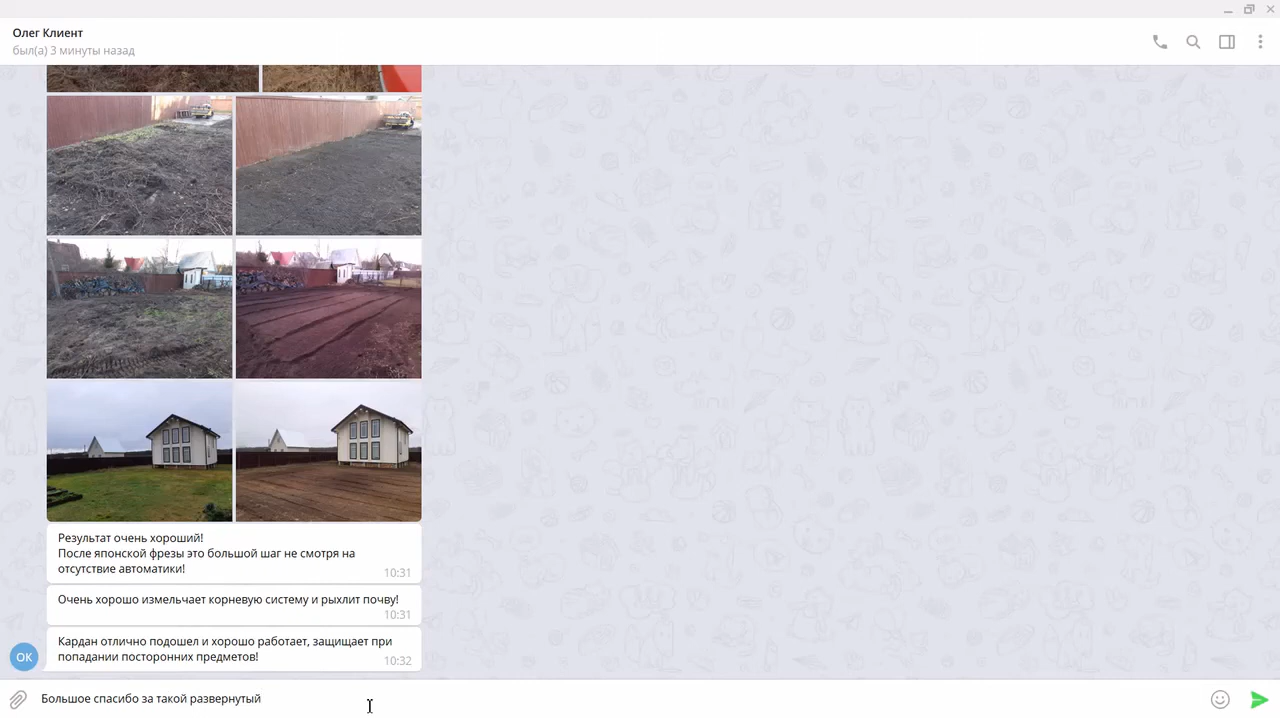 Олег Клиент
был(а) 3 минуты назад
Результат очень хороший!
После японской фрезы это большой шаг не смотря на
отсутствие автоматики!
10:31
Очень хорошо измельчает корневую систему и рыхлит почву!
10:31
Кардан отлично подошел и хорошо работает, защищает при
попадании посторонних предметов!
10:32
ОК
Большое спасибо за такой развернутый